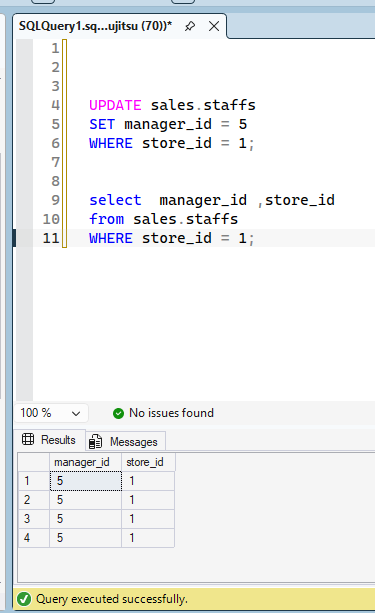 SQLQuery1.sq...ujitsu (70))*
1
2
3
4 UPDATE sales.staffs
5 SET manager_id = 5
6 WHERE store_id = 1;
7
8
9 select  manager_id ,store_id
10 from sales.staffs
11 WHERE store_id = 1;
100 % No issues found
Results Messages
manager_id store_id
1 5 1
2 5 1
3 5 1
4 5 1
Query executed successfully.